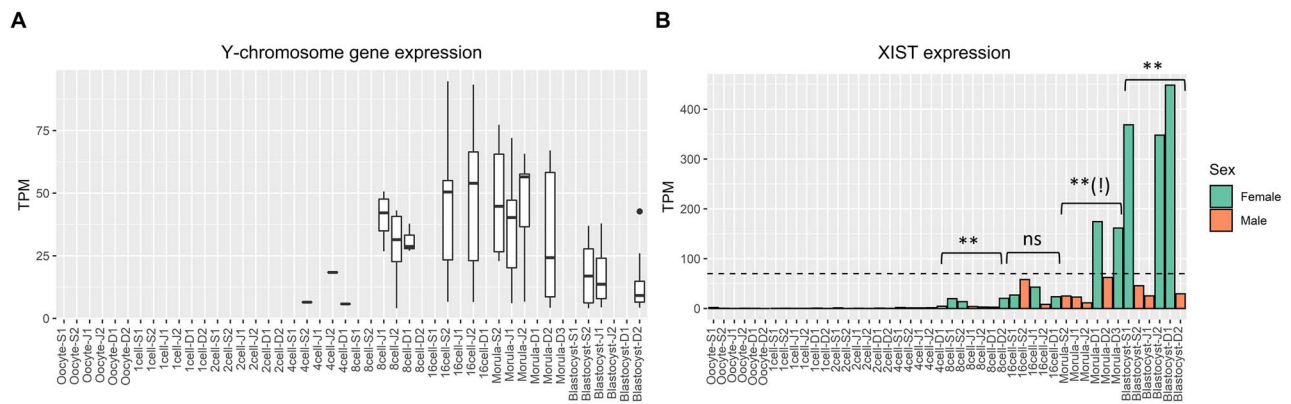 A
Y-chromosome gene expression
TPM
75
50
25
0
Oocyte-S1
Oocyte-S2
Oocyte-J1
Oocyte-J2
Oocyte-D1
Oocyte-D2
1cell-S1
1cell-S2
1cell-J1
1cell-J2
1cell-D1
1cell-D2
2cell-S1
2cell-S2
2cell-J1
2cell-J2
2cell-D1
2cell-D2
4cell-S1
4cell-S2
4cell-J1
4cell-J2
4cell-D1
8cell-S1
8cell-S2
8cell-J1
8cell-J2
8cell-D1
8cell-D2
16cell-S1
16cell-S2
16cell-J1
16cell-J2
16cell-D1
Morula-S2
Morula-J1
Morula-J2
Morula-D1
Morula-D2
Morula-D3
Blastocyst-S1
Blastocyst-S2
Blastocyst-J1
Blastocyst-J2
Blastocyst-D1
Blastocyst-D2
B
XIST expression
TPM
400
300
200
100
0
**
ns
**(!)
**
Oocyte-S1
Oocyte-S2
Oocyte-J1
Oocyte-J2
Oocyte-D1
Oocyte-D2
1cell-S1
1cell-S2
1cell-J1
1cell-J2
1cell-D1
1cell-D2
2cell-S1
2cell-S2
2cell-J1
2cell-J2
2cell-D1
2cell-D2
4cell-S1
4cell-S2
4cell-J1
4cell-J2
4cell-D1
8cell-S1
8cell-S2
8cell-J1
8cell-J2
8cell-D1
8cell-D2
16cell-S1
16cell-S2
16cell-J1
16cell-J2
16cell-D1
Morula-S2
Morula-J1
Morula-J2
Morula-D1
Morula-D2
Morula-D3
Blastocyst-S1
Blastocyst-S2
Blastocyst-J1
Blastocyst-J2
Blastocyst-D1
Blastocyst-D2
Sex
Female
Male